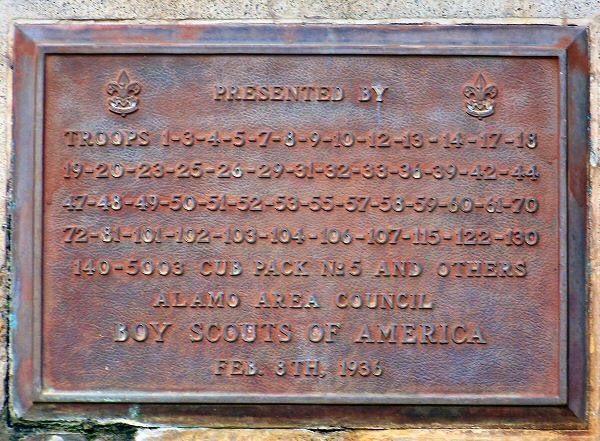 PRESENTED BY
TROOPS 1-3-4-5-7-8-9-10-12-13-14-17-18
19-20-23-25-26-29-31-32-33-36-39-42-44
47-48-49-50-51-52-53-55-57-58-59-60-61-70
72-81-101-102-103-104-106-107-115-122-130
140-5003 CUB PACK Nº5 AND OTHERS
ALAMO AREA COUNCIL
BOY SCOUTS OF AMERICA
FEB. 8TH, 1936